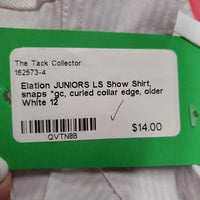 The Tack Collector
162573-4
Elation JUNIORS LS Show Shirt,
snaps *gc, curled collar edge, older
White 12
$14.00
QVTN8B